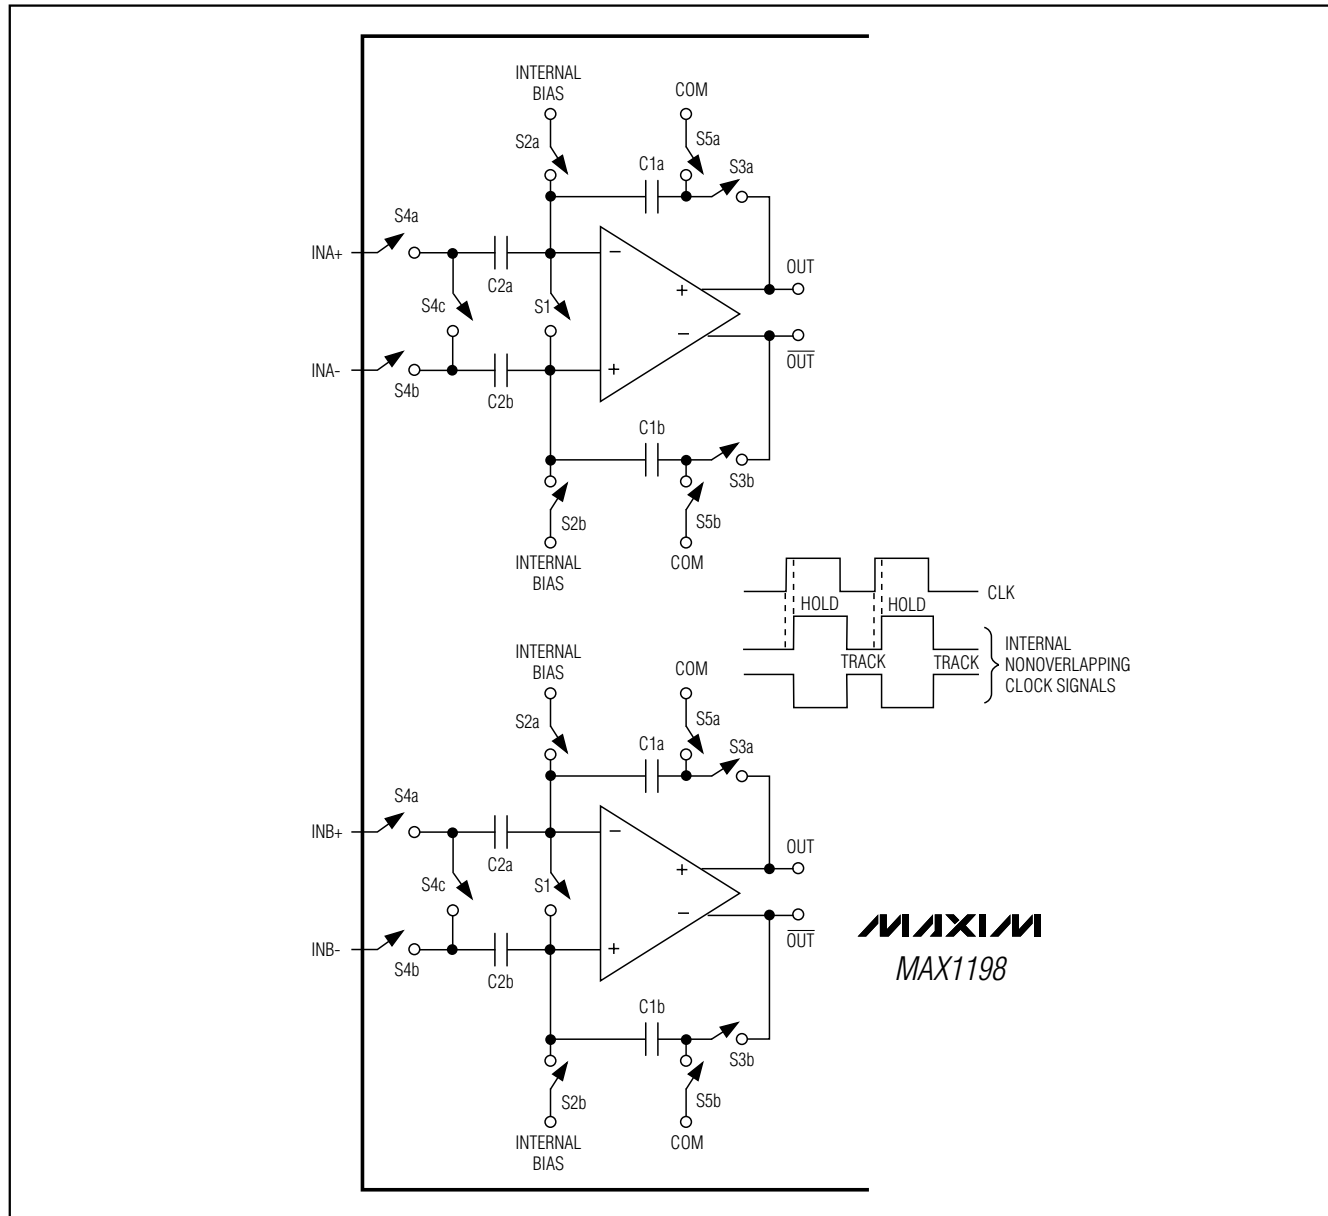 INTERNAL
BIAS
COM
S2a
S5a
C1a
S3a
S4a
INA+
−
C2a
OUT
+
S4c
S1
−
OUT
INA-
+
S4b
C2b
C1b
S3b
S2b
S5b
INTERNAL
BIAS
COM
CLK
HOLD HOLD
TRACK TRACK
INTERNAL
NONOVERLAPPING
CLOCK SIGNALS
INTERNAL
BIAS
COM
S2a
S5a
C1a
S3a
S4a
INB+
−
C2a
OUT
+
S4c
S1
−
OUT
INB-
+
S4b
C2b
MAXIM
MAX1198
C1b
S3b
S2b
S5b
INTERNAL
BIAS
COM